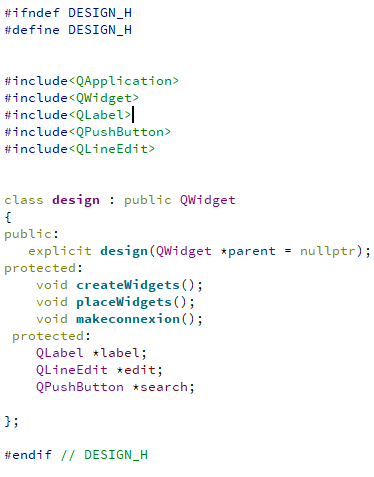 #ifndef DESIGN_H
#define DESIGN_H
#include<QApplication>
#include<QWidget>
#include<QLabel>
#include<QPushButton>
#include<QLineEdit>
class design : public QWidget
{
public:
   explicit design(QWidget *parent = nullptr);
protected:
    void createWidgets();
    void placeWidgets();
    void makeconnexion();
 protected:
    QLabel *label;
    QLineEdit *edit;
    QPushButton *search;
};
#endif // DESIGN_H